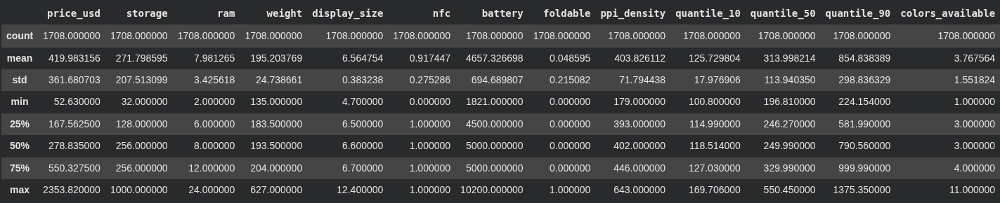 price_usd storage ram weight display_size nfc battery foldable ppi_density quantile_10 quantile_50 quantile_90 colors_available
count 1708.000000 1708.000000 1708.000000 1708.000000 1708.000000 1708.000000 1708.000000 1708.000000 1708.000000 1708.000000 1708.000000 1708.000000 1708.000000
mean 419.983156 271.798595 7.981265 195.203769 6.564754 0.917447 4657.326698 0.048595 403.826112 125.729804 313.998214 854.838389 3.767564
std 361.680703 207.513099 3.425618 24.738661 0.383238 0.275286 694.689807 0.215082 71.794438 17.976906 113.940350 298.836329 1.551824
min 52.630000 32.000000 2.000000 135.000000 4.700000 0.000000 1821.000000 0.000000 179.000000 100.800000 196.810000 224.154000 1.000000
25% 167.562500 128.000000 6.000000 183.500000 6.500000 1.000000 4500.000000 0.000000 393.000000 114.990000 246.270000 581.990000 3.000000
50% 278.835000 256.000000 8.000000 193.500000 6.600000 1.000000 5000.000000 0.000000 402.000000 118.514000 249.990000 790.560000 3.000000
75% 550.327500 256.000000 12.000000 204.000000 6.700000 1.000000 5000.000000 0.000000 446.000000 127.030000 329.990000 999.990000 4.000000
max 2353.820000 1000.000000 24.000000 627.000000 12.400000 1.000000 10200.000000 1.000000 643.000000 169.706000 550.450000 1375.350000 11.000000